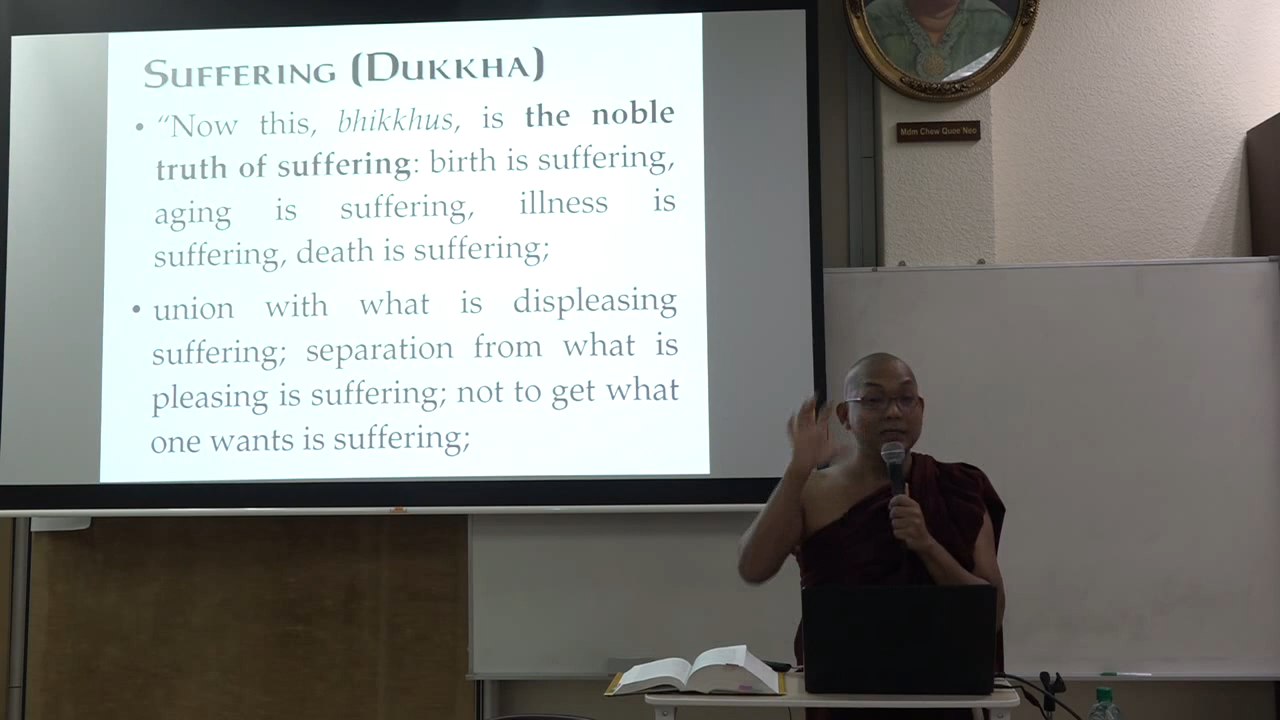 SUFFERING (DUKKHA)
• “Now this, bhikkhus, is the noble
truth of suffering: birth is suffering,
aging is suffering, illness is
suffering, death is suffering;
• union with what is displeasing
suffering; separation from what is
pleasing is suffering; not to get what
one wants is suffering;
Mdm Chew Quee Neo